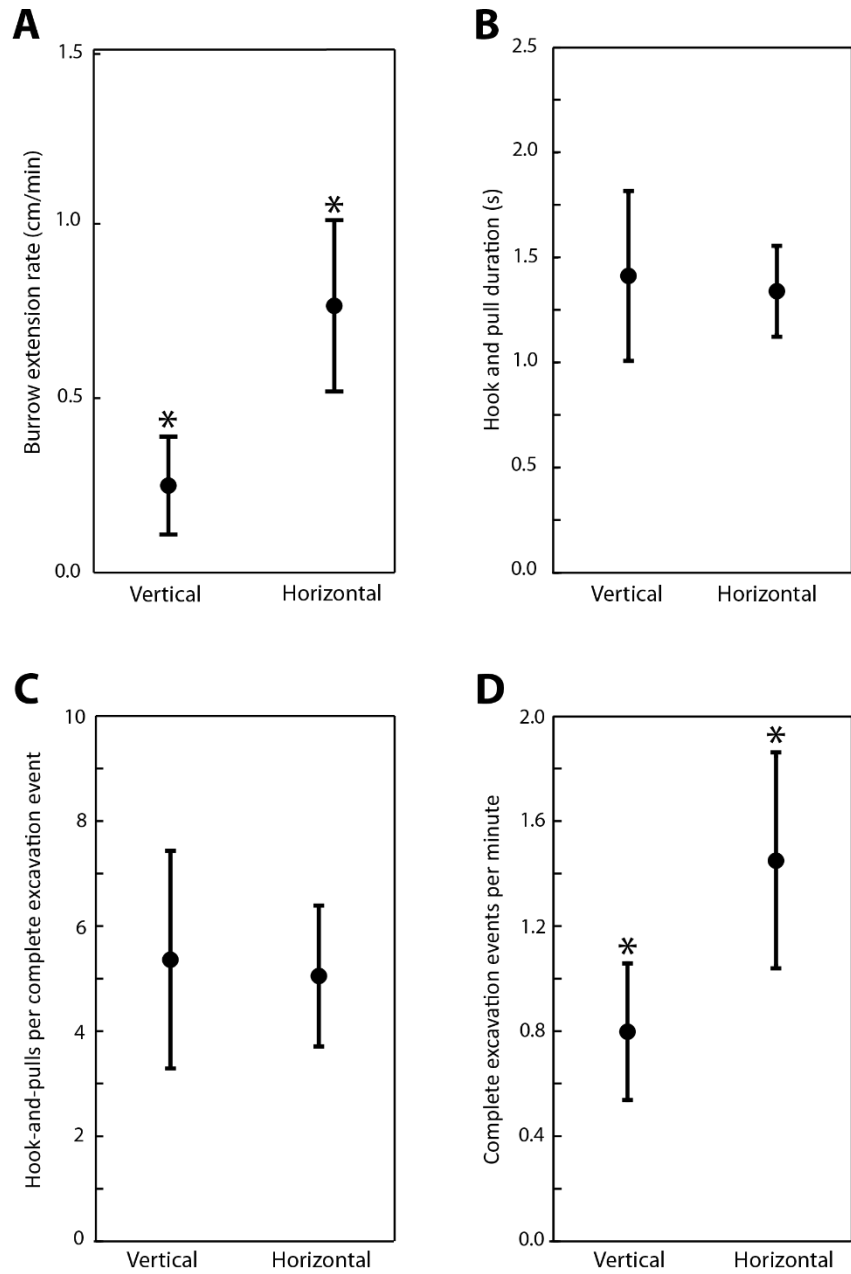 A
Burrow extension rate (cm/min)
1.5
1.0
0.5
0.0
*
*
Vertical Horizontal
B
Hook and pull duration (s)
2.5
2.0
1.5
1.0
0.5
0.0
Vertical Horizontal
C
Hook-and-pulls per complete excavation event
10
8
6
4
2
0
Vertical Horizontal
D
Complete excavation events per minute
2.0
1.6
1.2
0.8
0.4
0.0
*
*
Vertical Horizontal